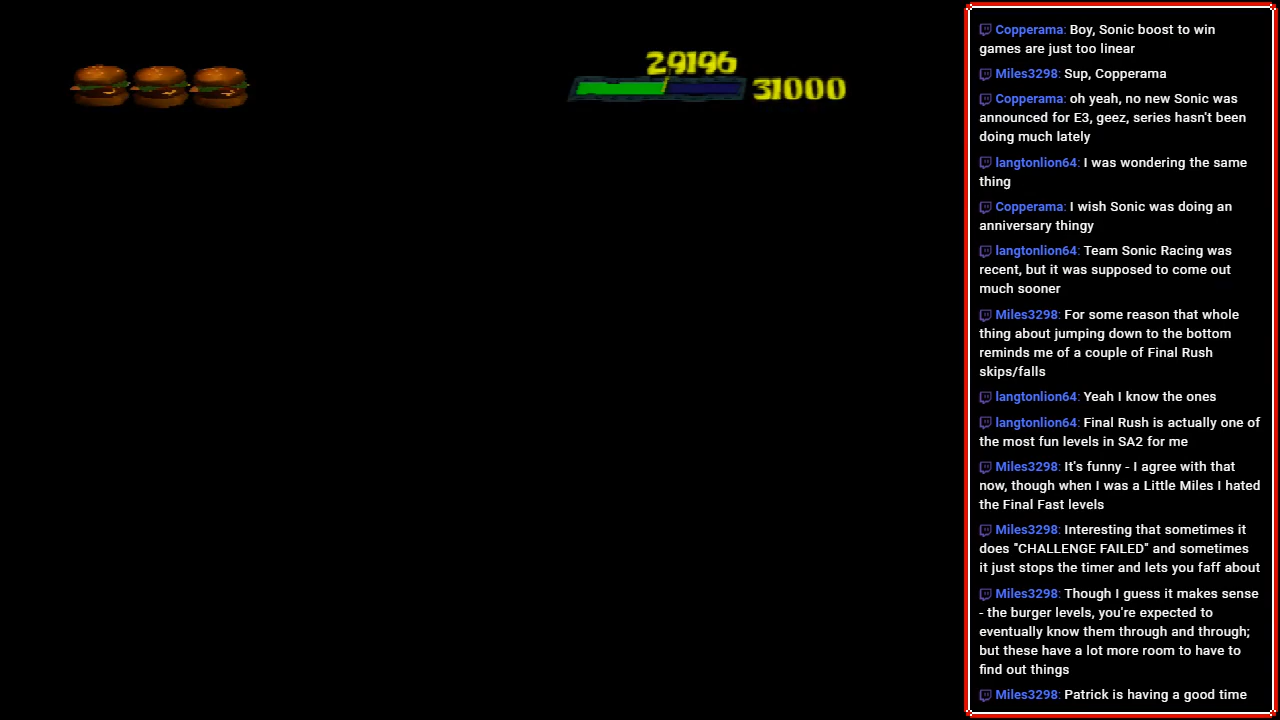 29196
31000
Copperama: Boy, Sonic boost to win
games are just too linear
Miles3298: Sup, Copperama
Copperama: oh yeah, no new Sonic was
announced for E3, geez, series hasn't been
doing much lately
langtonlion64: I was wondering the same
thing
Copperama: I wish Sonic was doing an
anniversary thingy
langtonlion64: Team Sonic Racing was
recent, but it was supposed to come out
much sooner
Miles3298: For some reason that whole
thing about jumping down to the bottom
reminds me of a couple of Final Rush
skips/falls
langtonlion64: Yeah I know the ones
langtonlion64: Final Rush is actually one of
the most fun levels in SA2 for me
Miles3298: It's funny - I agree with that
now, though when I was a Little Miles I hated
the Final Fast levels
Miles3298: Interesting that sometimes it
does "CHALLENGE FAILED" and sometimes
it just stops the timer and lets you faff about
Miles3298: Though I guess it makes sense
- the burger levels, you're expected to
eventually know them through and through;
but these have a lot more room to have to
find out things
Miles3298: Patrick is having a good time